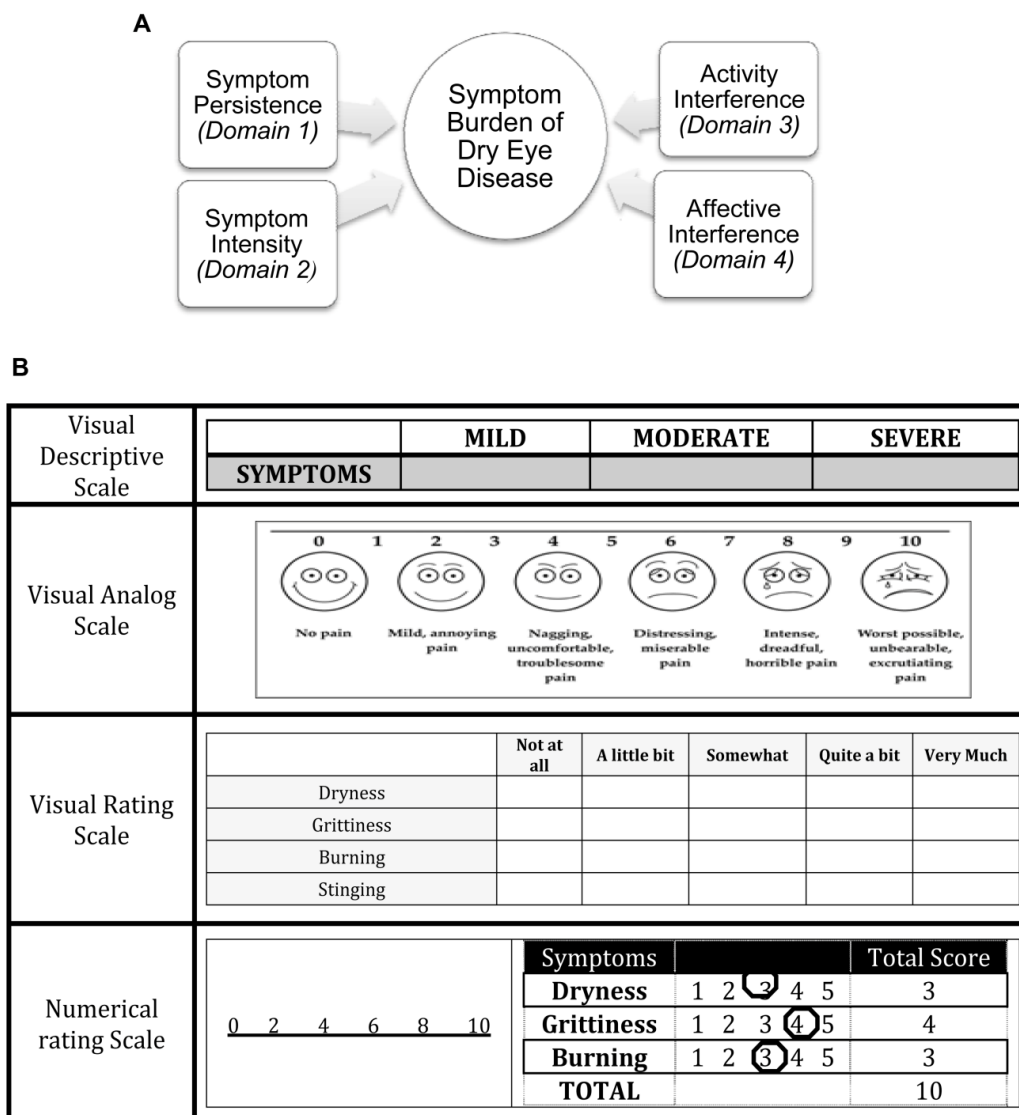 A
Symptom
Persistence
(Domain 1)
Symptom
Intensity
(Domain 2)
Symptom
Burden of
Dry Eye
Disease
Activity
Interference
(Domain 3)
Affective
Interference
(Domain 4)
B
Visual
Descriptive
Scale
MILD MODERATE SEVERE
SYMPTOMS
Visual Analog
Scale
0 1 2 3 4 5 6 7 8 9 10
No pain
Mild, annoying
pain
Nagging,
uncomfortable,
troublesome
pain
Distressing,
miserable
pain
Intense,
dreadful,
horrible pain
Worst possible,
unbearable,
excrutiating
pain
Visual Rating
Scale
Not at
all
A little bit
Somewhat
Quite a bit
Very Much
Dryness
Grittiness
Burning
Stinging
Numerical
rating Scale
0 2 4 6 8 10
Symptoms Total Score
Dryness 1 2 3 4 5 3
Grittiness 1 2 3 4 5 4
Burning 1 2 3 4 5 3
TOTAL 10